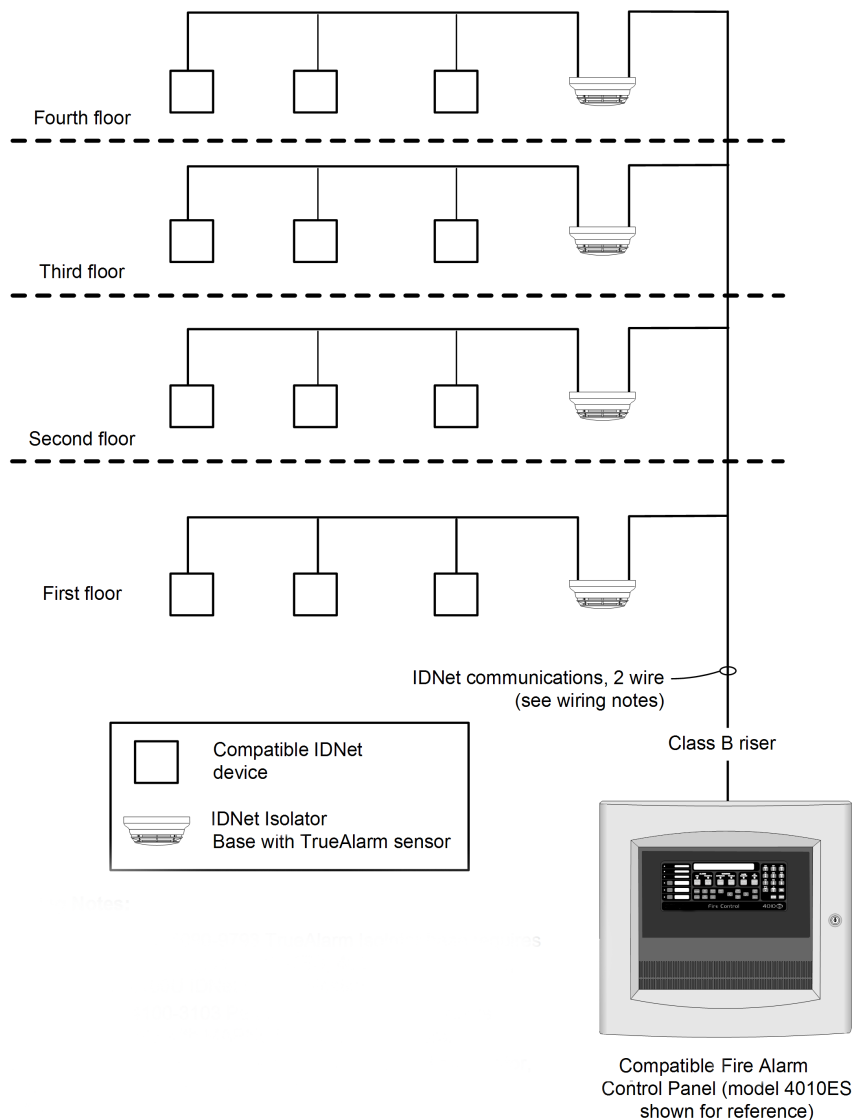 Fourth floor
Third floor
Second floor
First floor
IDNet communications, 2 wire
(see wiring notes)
Class B riser
Compatible IDNet
device
IDNet Isolator
Base with TrueAlarm sensor
Notes:
Fire Control
4010
Compatible Fire Alarm
Control Panel (model 4010ES
shown for reference)